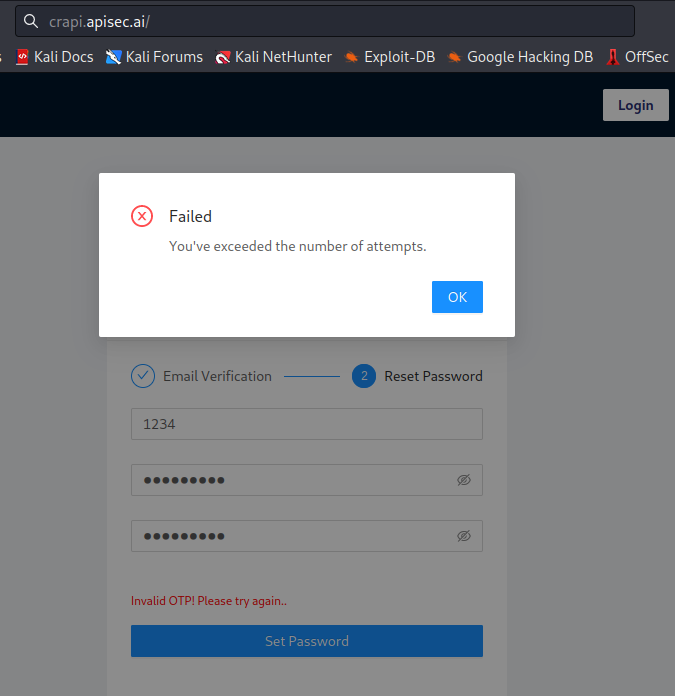 crapi.apisec.ai/
Kali Docs Kali Forums Kali NetHunter Exploit-DB Google Hacking DB OffSec
Login
Failed
You've exceeded the number of attempts.
OK
Email Verification 2 Reset Password
1234
Invalid OTP! Please try again..
Set Password